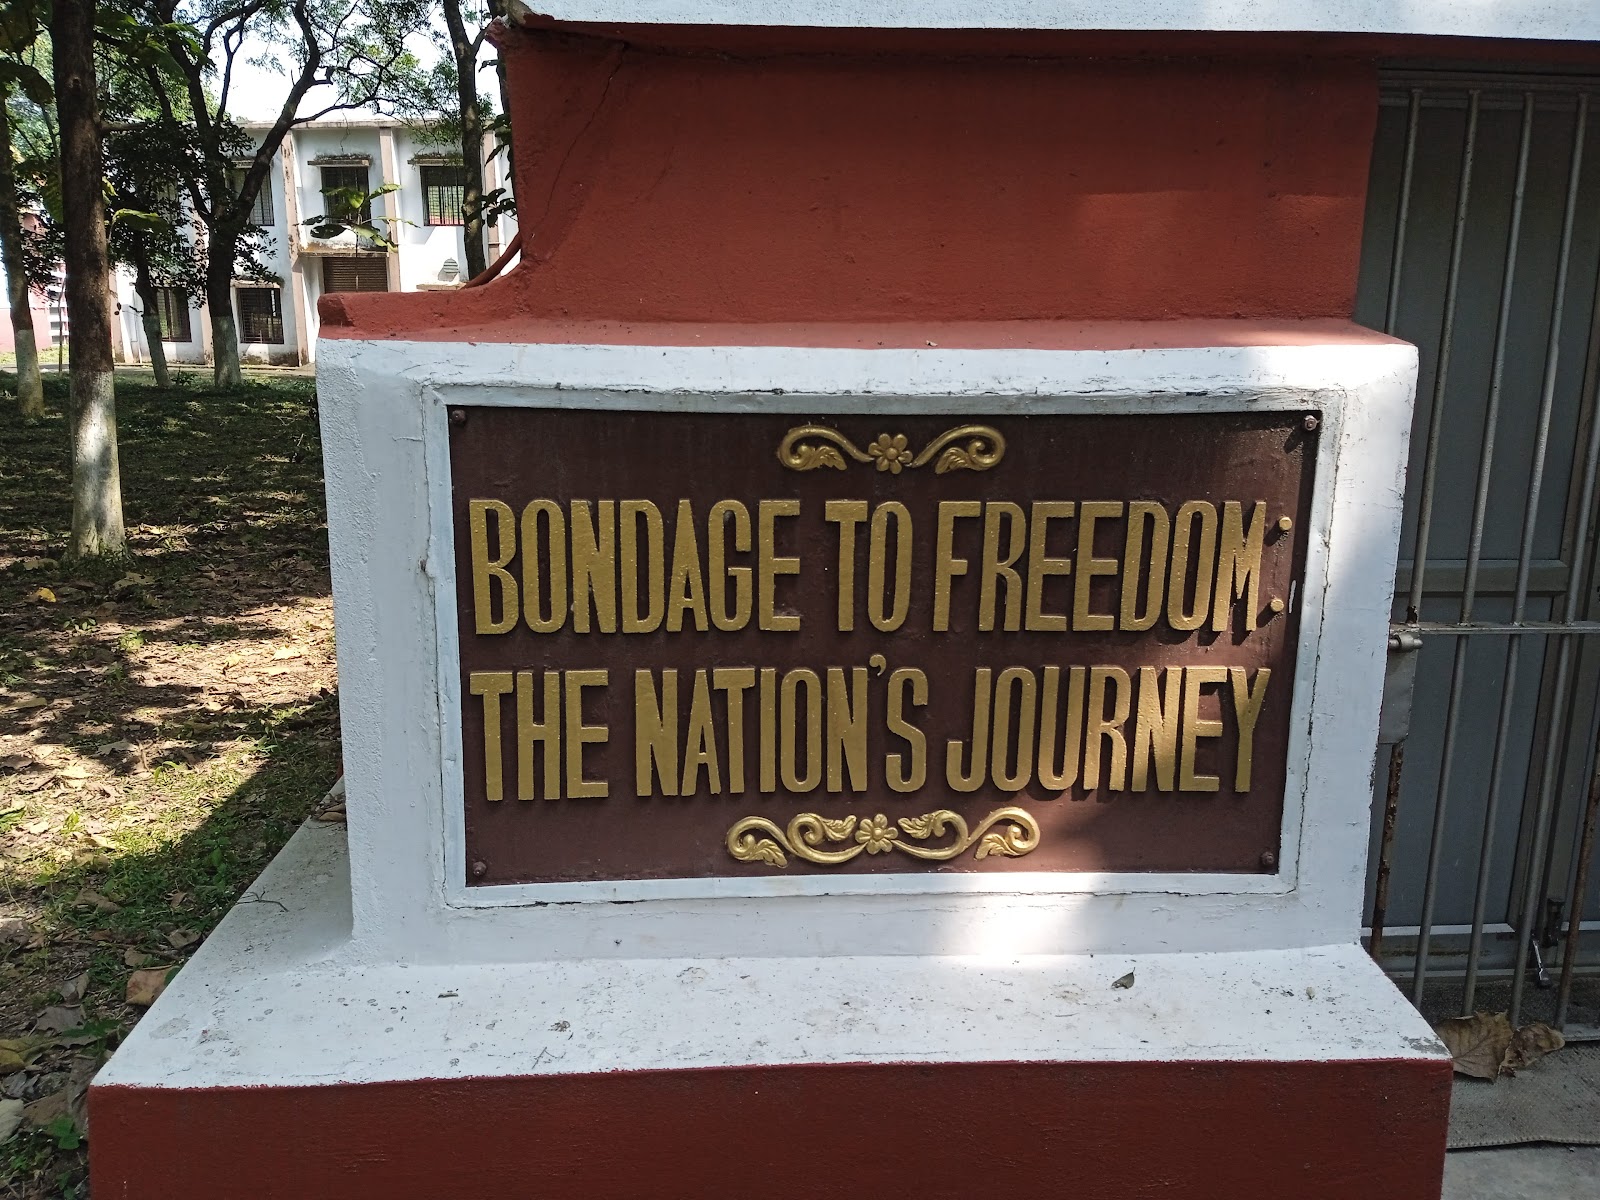 BONDAGE TO FREEDOM:
THE NATION'S JOURNEY